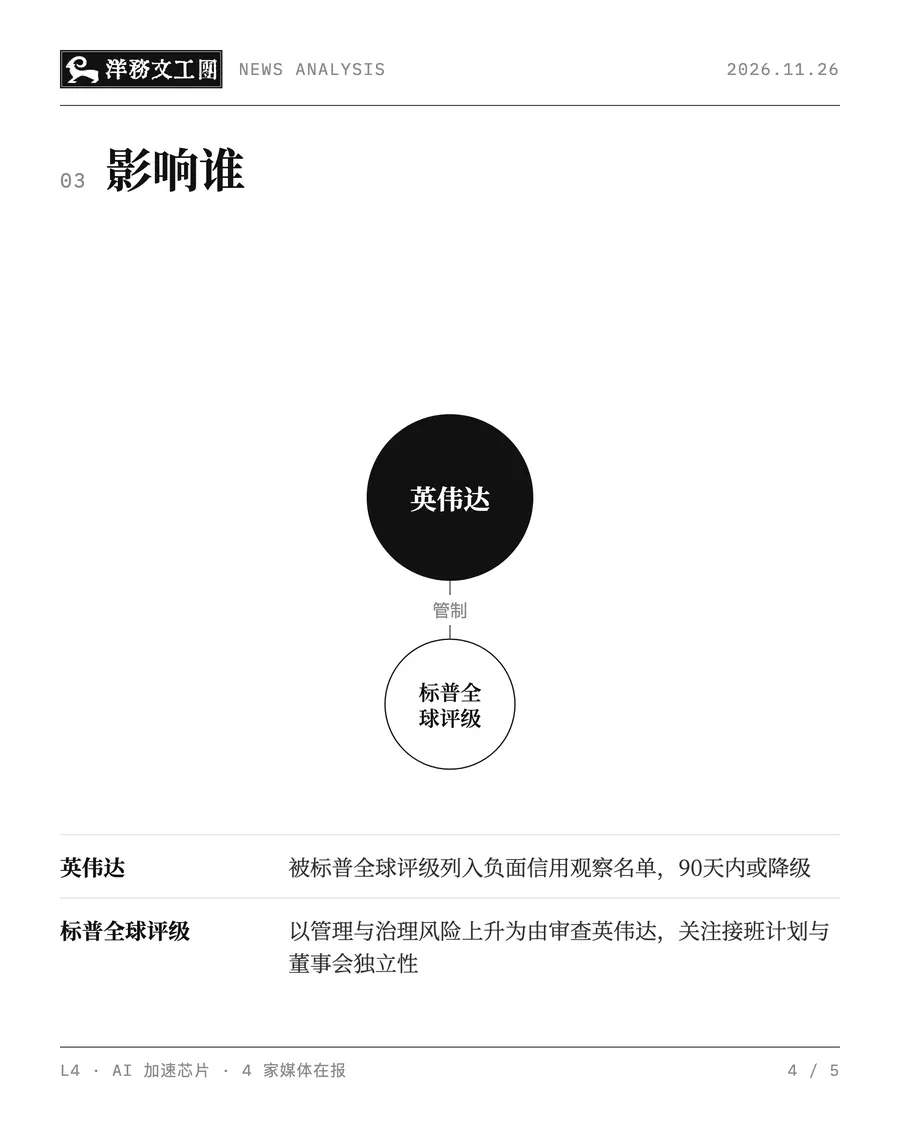 洋務文工團 NEWS ANALYSIS 2026.11.26
03 影响谁
英伟达
管制
标普全
球评级
英伟达 被标普全球评级列入负面信用观察名单，90天内或降级
标普全球评级 以管理与治理风险上升为由审查英伟达，关注接班计划与
董事会独立性
L4 · AI 加速芯片 · 4 家媒体在报 4 / 5